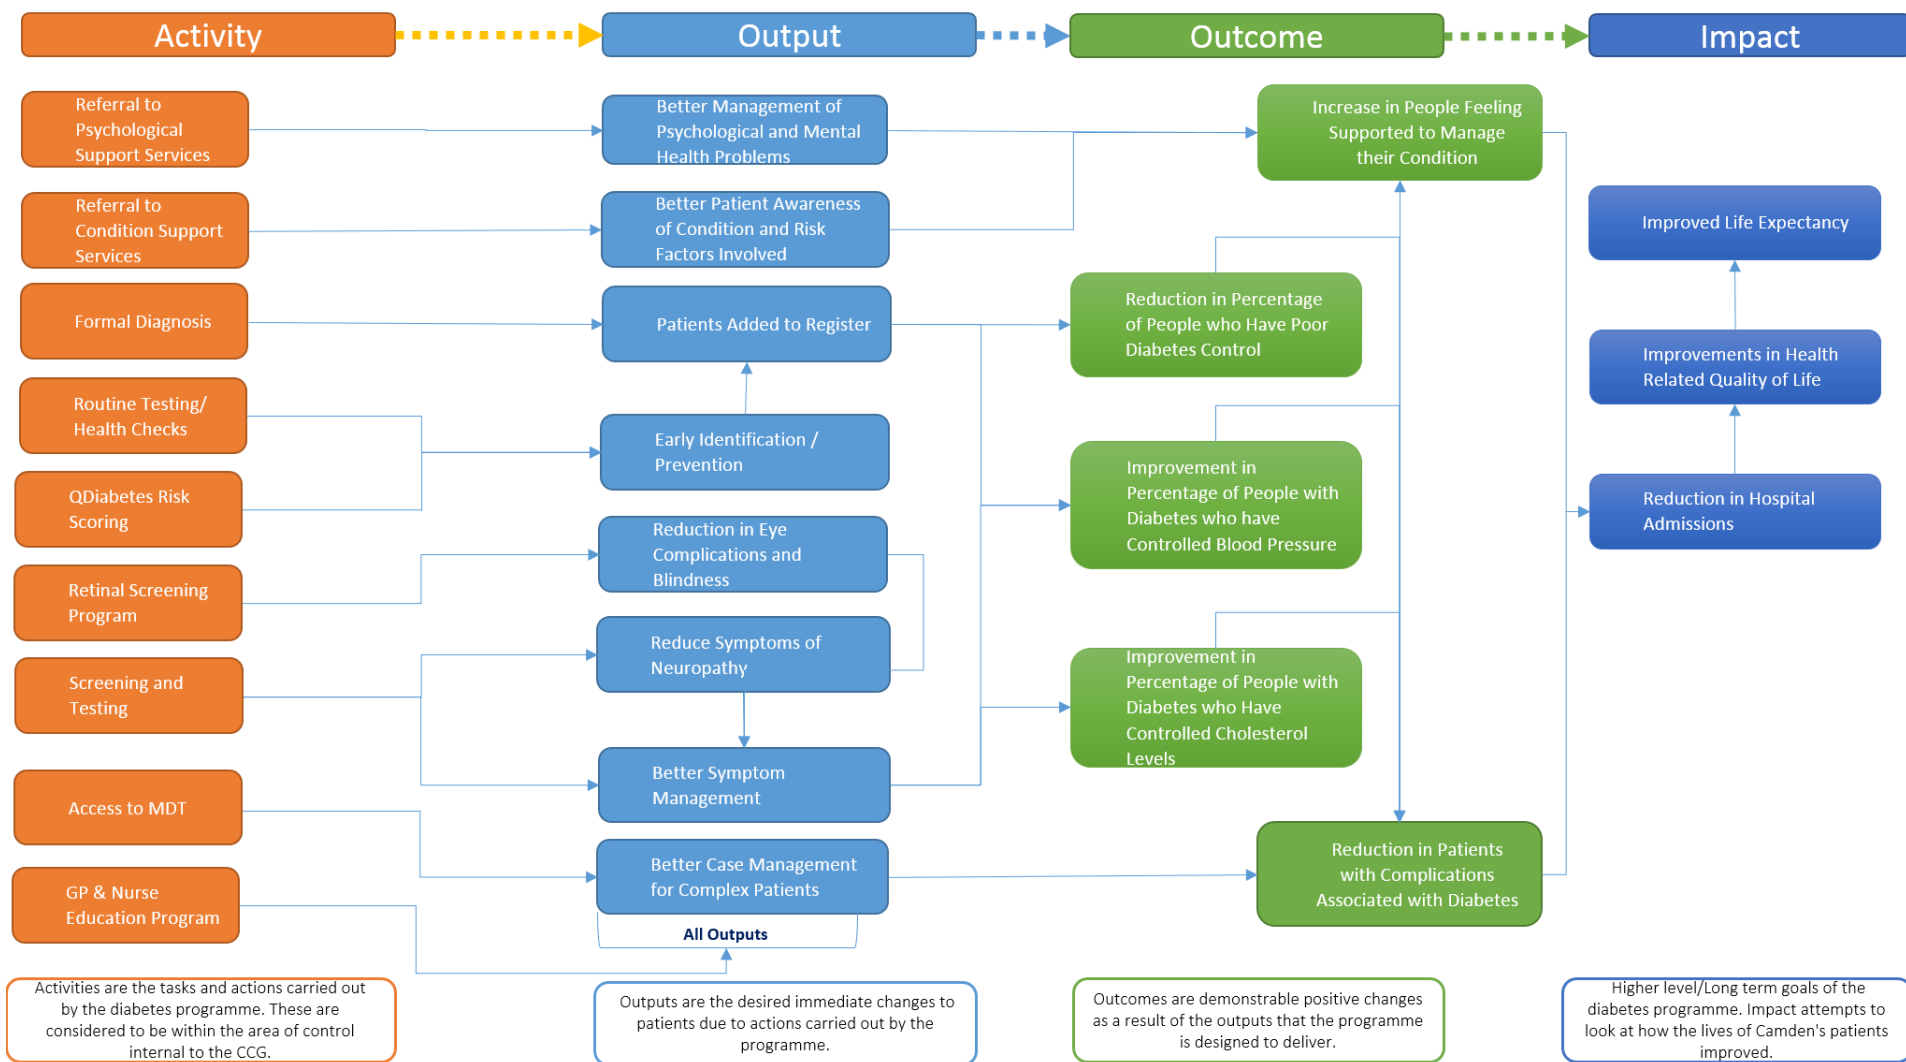 Activity
Output
Outcome
Impact
Referral to
Psychological
Support Services
Referral to
Condition Support
Services
Formal Diagnosis
Routine Testing/
Health Checks
QDiabetes Risk
Scoring
Retinal Screening
Program
Screening and
Testing
Access to MDT
GP & Nurse
Education Program
Better Management of
Psychological and Mental
Health Problems
Better Patient Awareness
of Condition and Risk
Factors Involved
Patients Added to Register
Early Identification /
Prevention
Reduction in Eye
Complications and
Blindness
Reduce Symptoms of
Neuropathy
Better Symptom
Management
Better Case Management
for Complex Patients
All Outputs
Increase in People Feeling
Supported to Manage
their Condition
Reduction in Percentage
of People who Have Poor
Diabetes Control
Improvement in
Percentage of People with
Diabetes who have
Controlled Blood Pressure
Improvement in
Percentage of People with
Diabetes who Have
Controlled Cholesterol
Levels
Reduction in Patients
with Complications
Associated with Diabetes
Improved Life Expectancy
Improvements in Health
Related Quality of Life
Reduction in Hospital
Admissions
Activities are the tasks and actions carried out
by the diabetes programme. These are
considered to be within the area of control
internal to the CCG.
Outputs are the desired immediate changes to
patients due to actions carried out by the
programme.
Outcomes are demonstrable positive changes
as a result of the outputs that the programme
is designed to deliver.
Higher level/Long term goals of the
diabetes programme. Impact attempts to
look at how the lives of Camden's patients
improved.